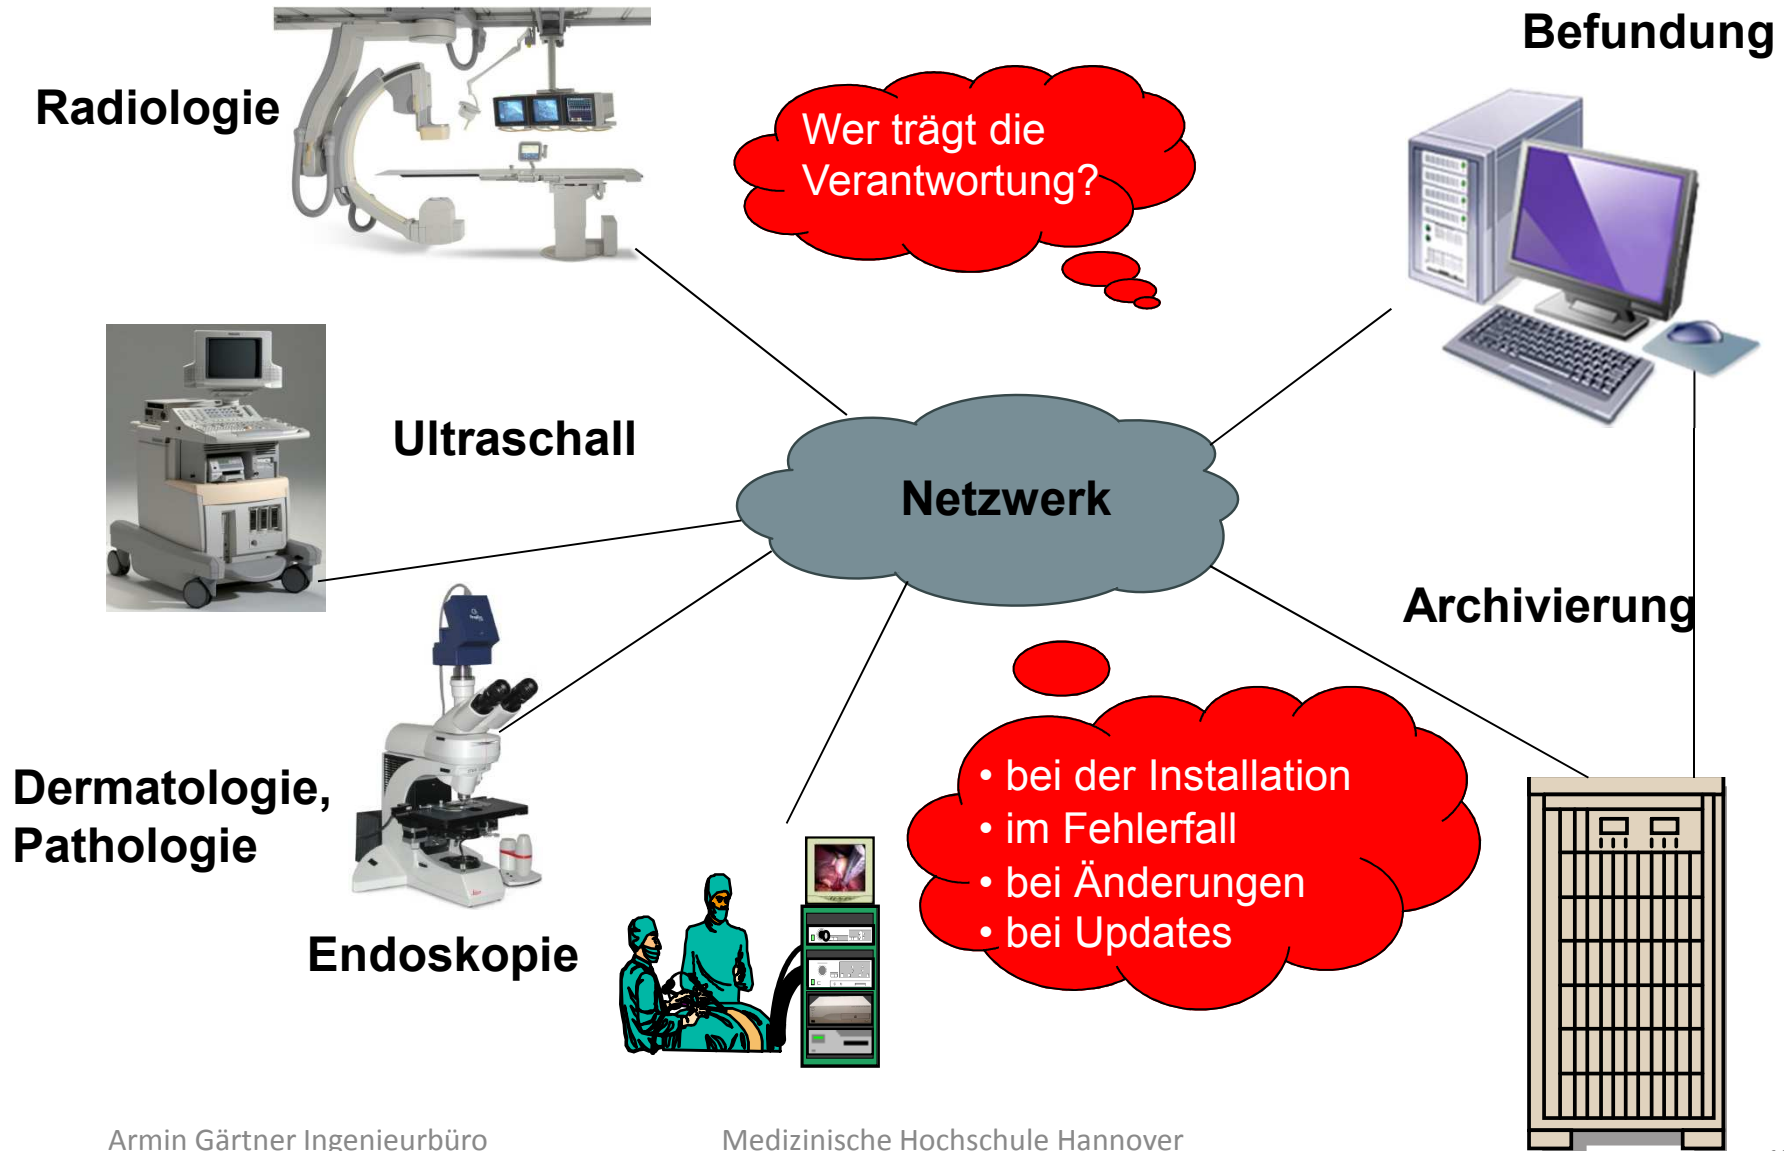 Befundung
Radiologie
Wer trägt die
Verantwortung?
Ultraschall
Netzwerk
Archivierung
Dermatologie,
Pathologie
• bei der Installation
• im Fehlerfall
• bei Änderungen
• bei Updates
Endoskopie
Armin Gärtner Ingenieurbüro
Medizinische Hochschule Hannover